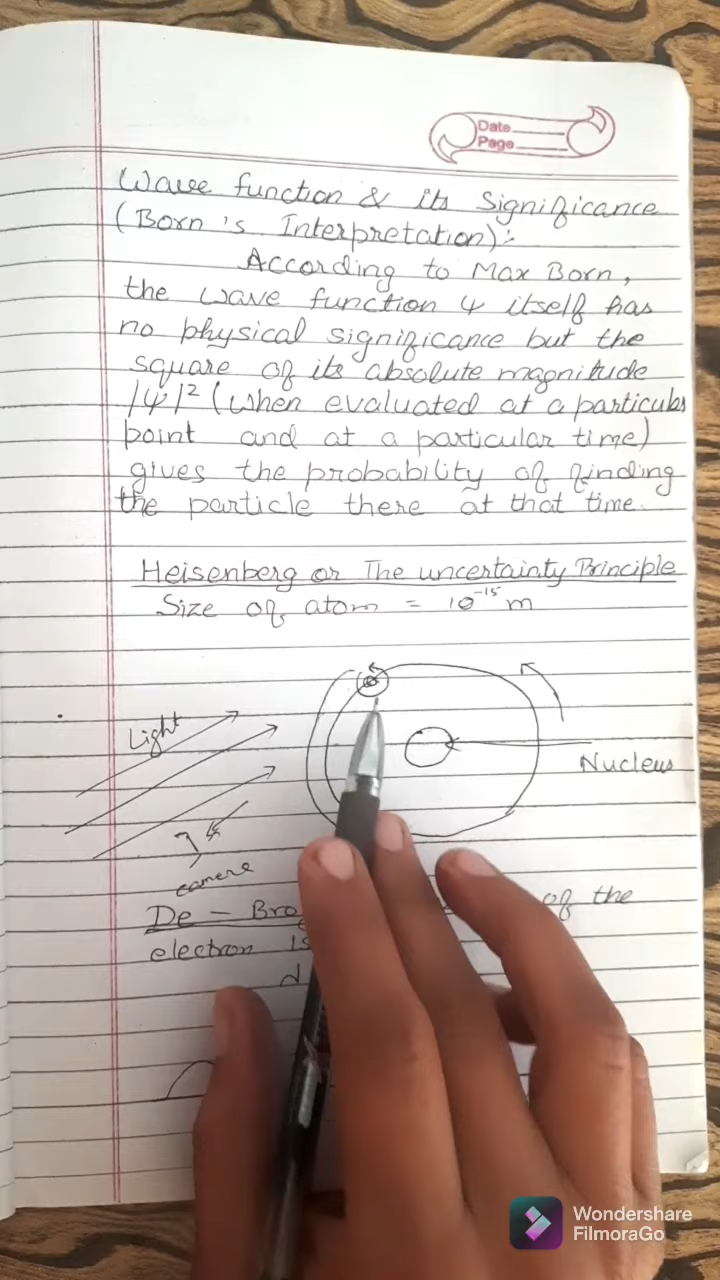 Date
Page
Wave function & its Significance
(Born's Interpretation):-
According to Max Born,
the wave function ψ itself has
no physical significance but the
square of its absolute magnitude
|ψ|² (when evaluated at a particular
point and at a particular time)
gives the probability of finding
the particle there at that time.
Heisenberg or The uncertainty Principle
Size of atom = 10⁻¹⁵ m
Light
Nucleus
camera
De - Bro of the
electron is
Wondershare
FilmoraGo